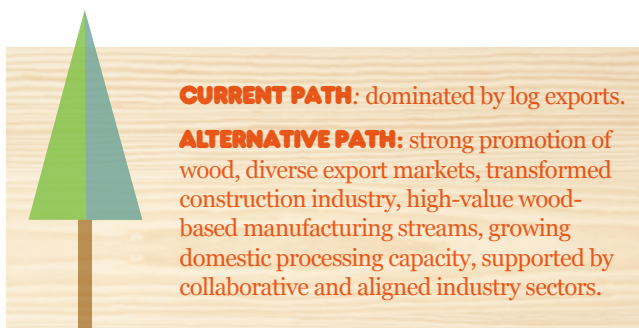 CURRENT PATH: dominated by log exports.
ALTERNATIVE PATH: strong promotion of
wood, diverse export markets, transformed
construction industry, high-value wood-
based manufacturing streams, growing
domestic processing capacity, supported by
collaborative and aligned industry sectors.